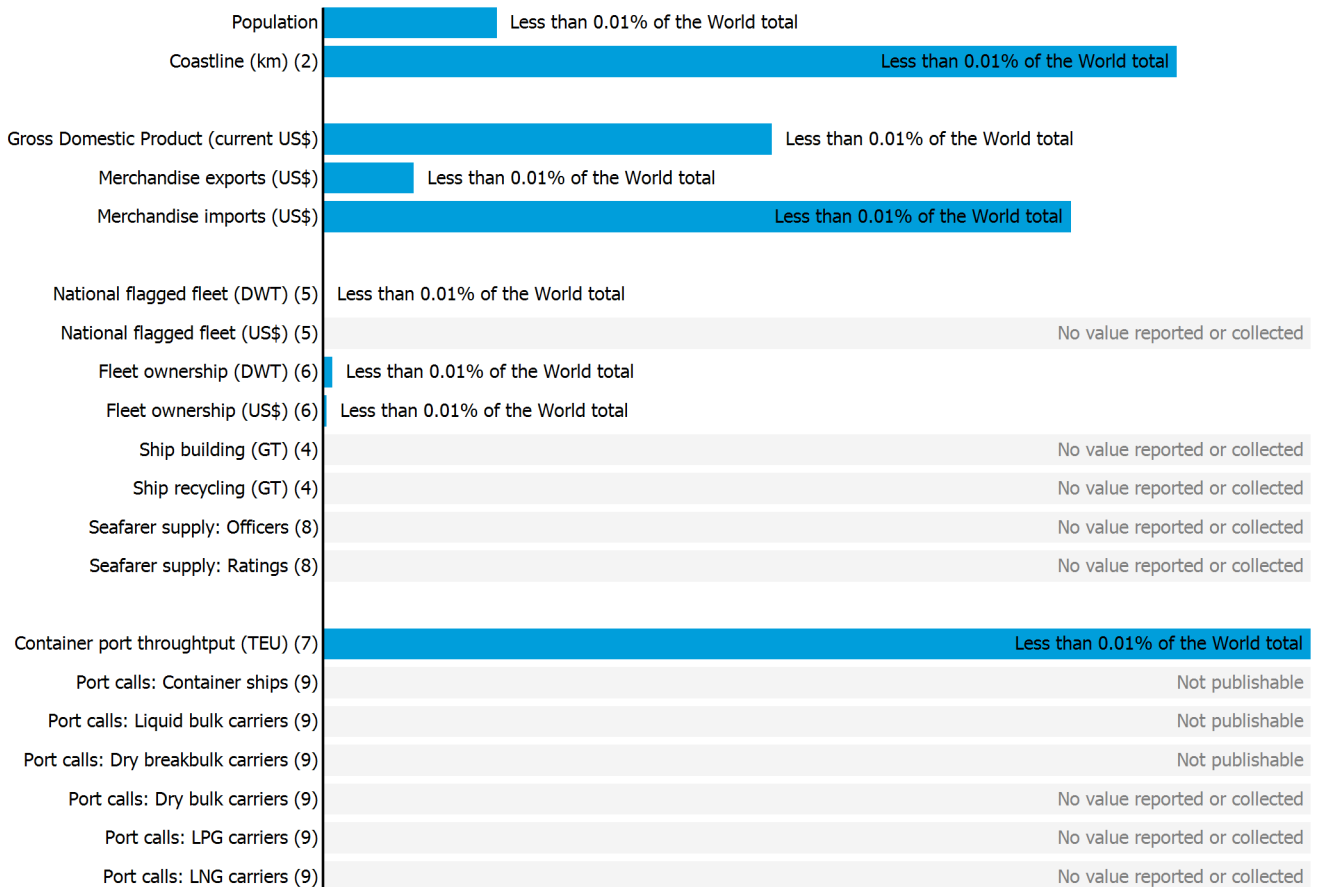 Population Less than 0.01% of the World total
Coastline (km) (2) Less than 0.01% of the World total
Gross Domestic Product (current US$) Less than 0.01% of the World total
Merchandise exports (US$) Less than 0.01% of the World total
Merchandise imports (US$) Less than 0.01% of the World total
National flagged fleet (DWT) (5) Less than 0.01% of the World total
National flagged fleet (US$) (5) No value reported or collected
Fleet ownership (DWT) (6) Less than 0.01% of the World total
Fleet ownership (US$) (6) Less than 0.01% of the World total
Ship building (GT) (4) No value reported or collected
Ship recycling (GT) (4) No value reported or collected
Seafarer supply: Officers (8) No value reported or collected
Seafarer supply: Ratings (8) No value reported or collected
Container port throughtput (TEU) (7) Less than 0.01% of the World total
Port calls: Container ships (9) Not publishable
Port calls: Liquid bulk carriers (9) Not publishable
Port calls: Dry breakbulk carriers (9) Not publishable
Port calls: Dry bulk carriers (9) No value reported or collected
Port calls: LPG carriers (9) No value reported or collected
Port calls: LNG carriers (9) No value reported or collected